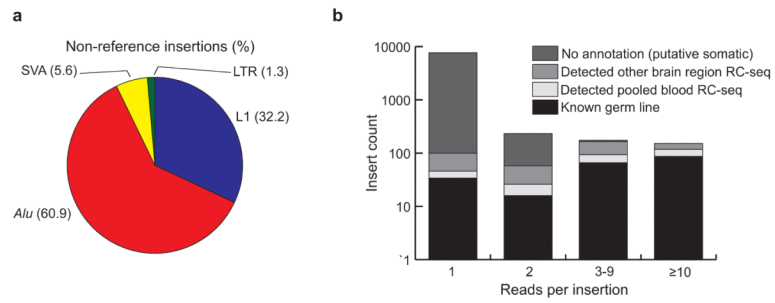 a
Non-reference insertions (%)
SVA (5.6)
LTR (1.3)
L1 (32.2)
Alu (60.9)
b
No annotation (putative somatic)
Detected other brain region RC-seq
Detected pooled blood RC-seq
Known germ line
Insert count
10000
1000
100
10
`1
1 2 3-9 ≥10
Reads per insertion